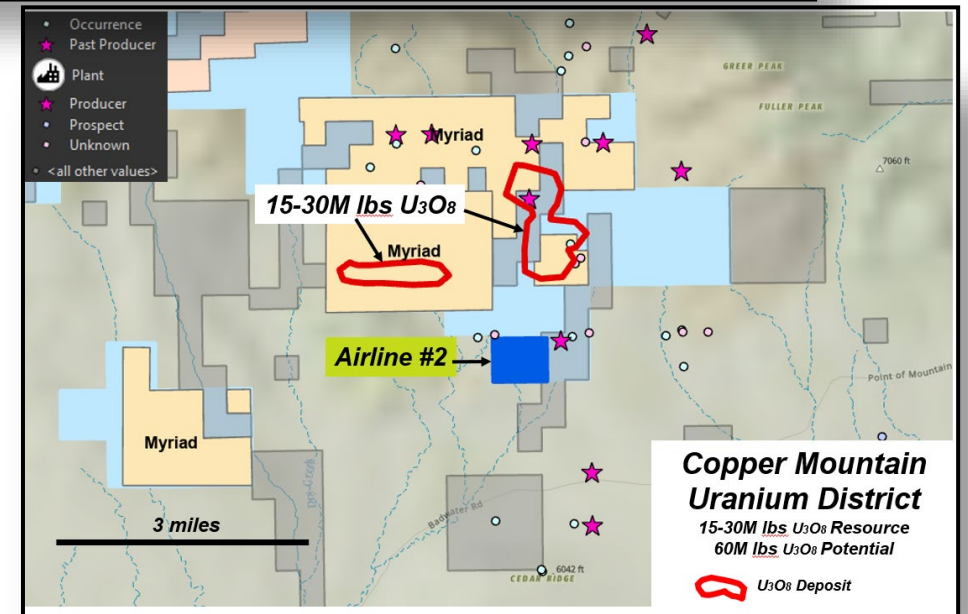 Occurrence
Past Producer
Plant
Producer
Prospect
Unknown
<all other values>
GREER PEAK
FULLER PEAK
7060 ft
Myriad
15-30M lbs U3O8
Myriad
Airline #2
Point of Mountain
Myriad
3 miles
Badwater Rd
6042 ft
CEDAR RIDGE
Copper Mountain
Uranium District
15-30M lbs U3O8 Resource
60M lbs U3O8 Potential
U3O8 Deposit